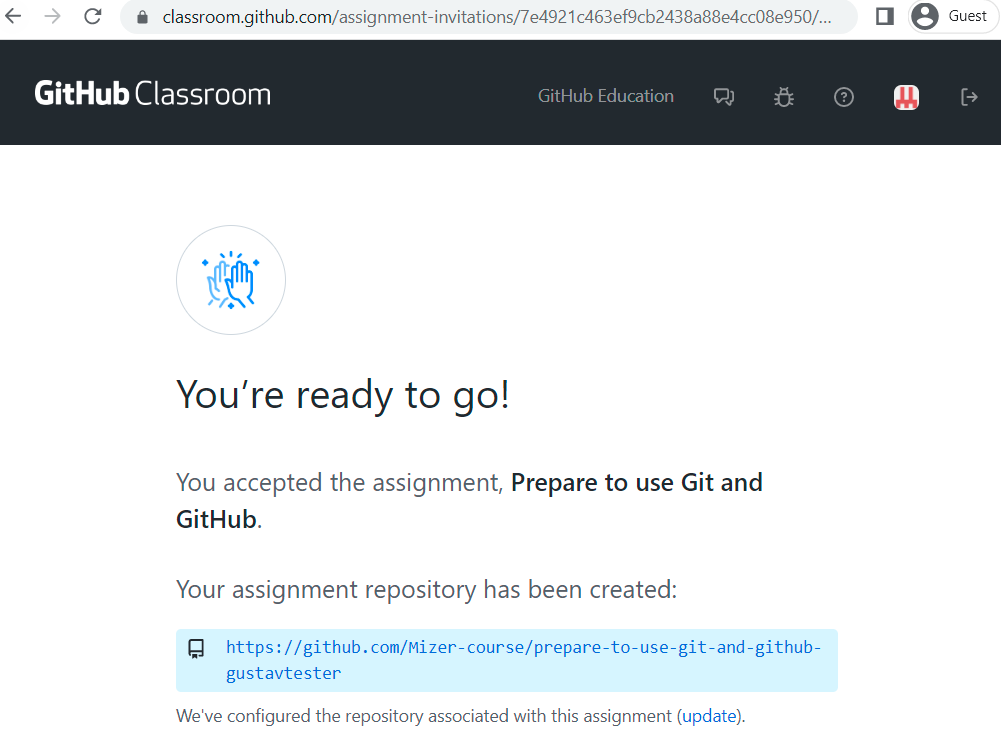 classroom.github.com/assignment-invitations/7e4921c463ef9cb2438a88e4cc08e950/...
Guest
GitHub Classroom
GitHub Education
You're ready to go!
You accepted the assignment, Prepare to use Git and
GitHub.
Your assignment repository has been created:
https://github.com/Mizer-course/prepare-to-use-git-and-github-
gustavtester
We've configured the repository associated with this assignment (update).